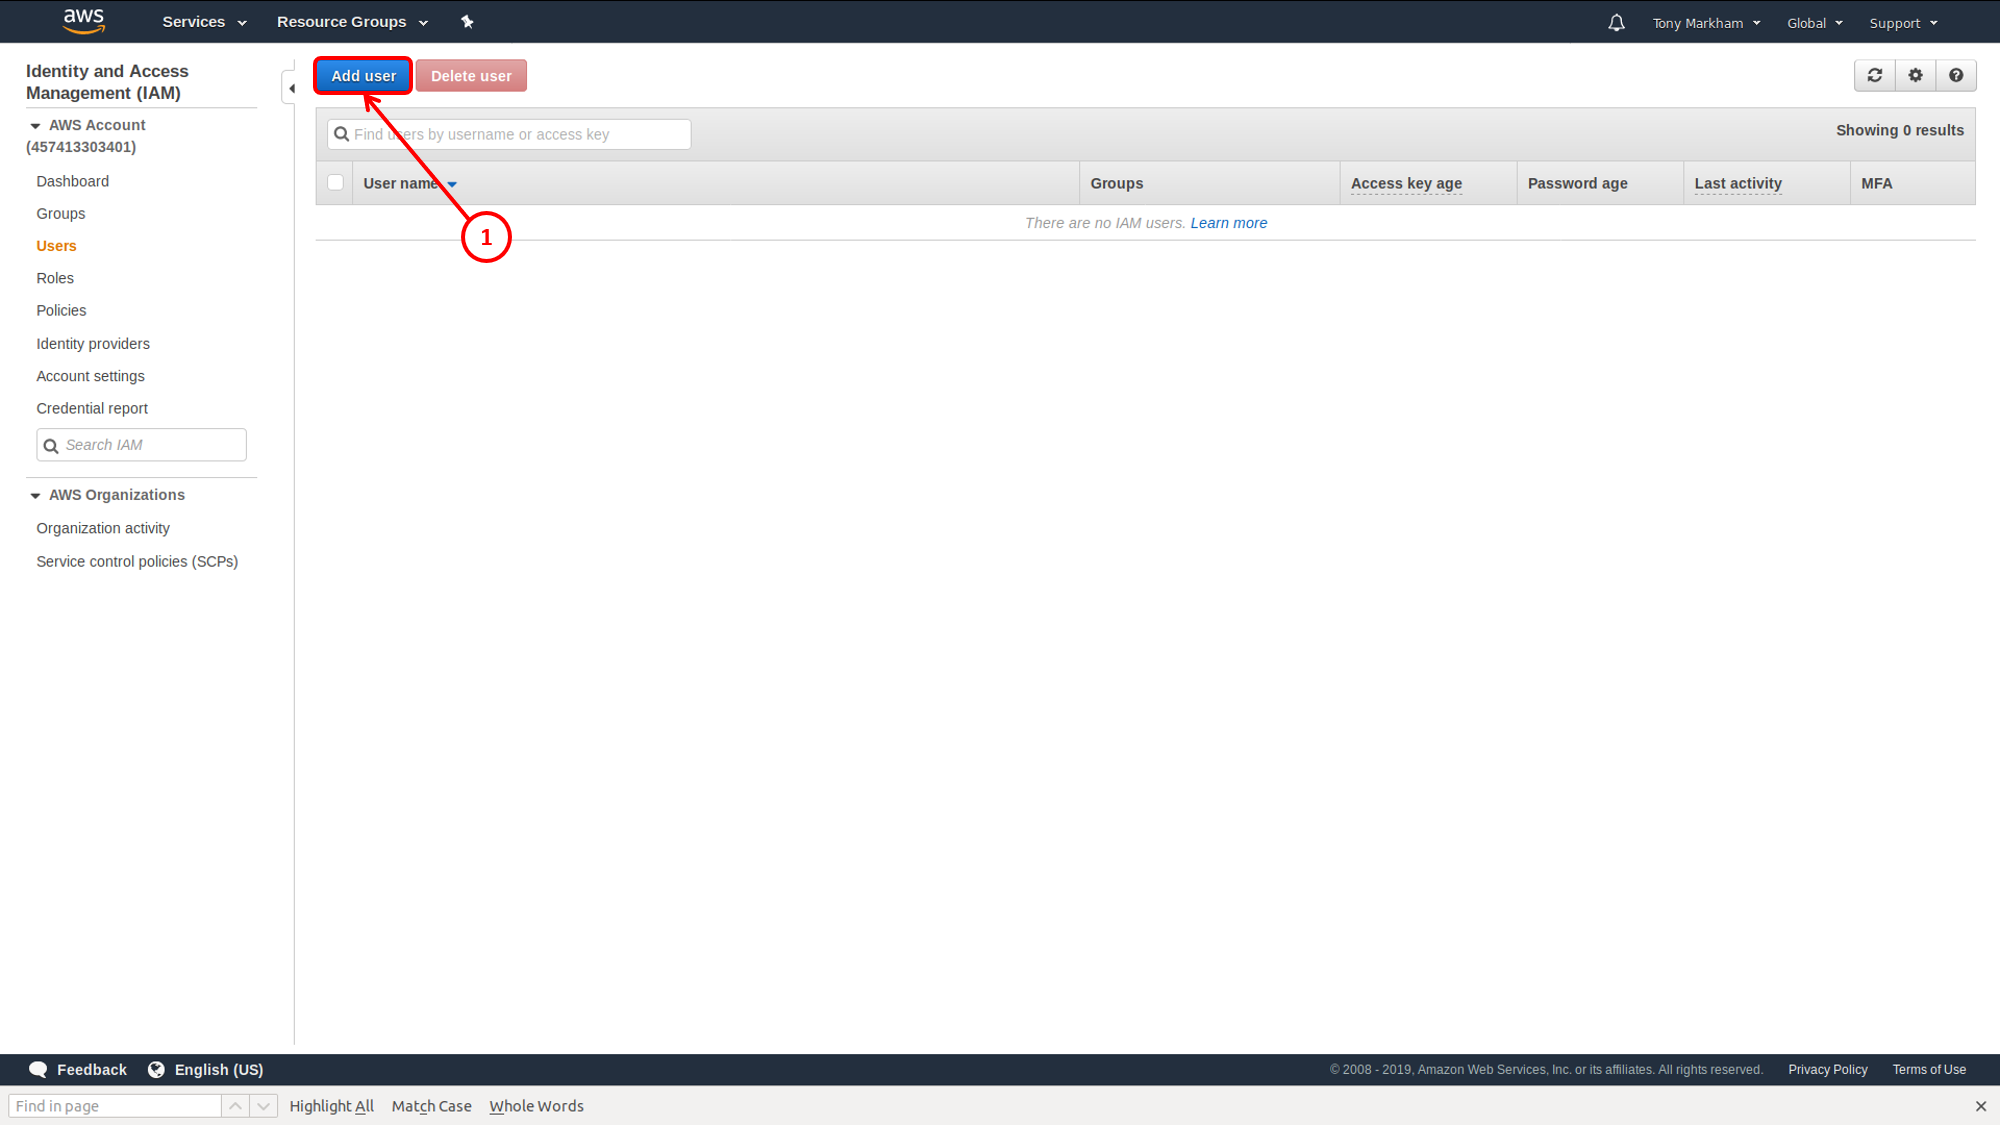 aws Services Resource Groups Tony Markham Global Support
Identity and Access
Management (IAM)
AWS Account
(457413303401)
Dashboard
Groups
Users
Roles
Policies
Identity providers
Account settings
Credential report
Search IAM
AWS Organizations
Organization activity
Service control policies (SCPs)
Add user Delete user
Find users by username or access key Showing 0 results
User name Groups Access key age Password age Last activity MFA
There are no IAM users. Learn more
1
Feedback English (US) © 2008 - 2019, Amazon Web Services, Inc. or its affiliates. All rights reserved. Privacy Policy Terms of Use
Find in page Highlight All Match Case Whole Words